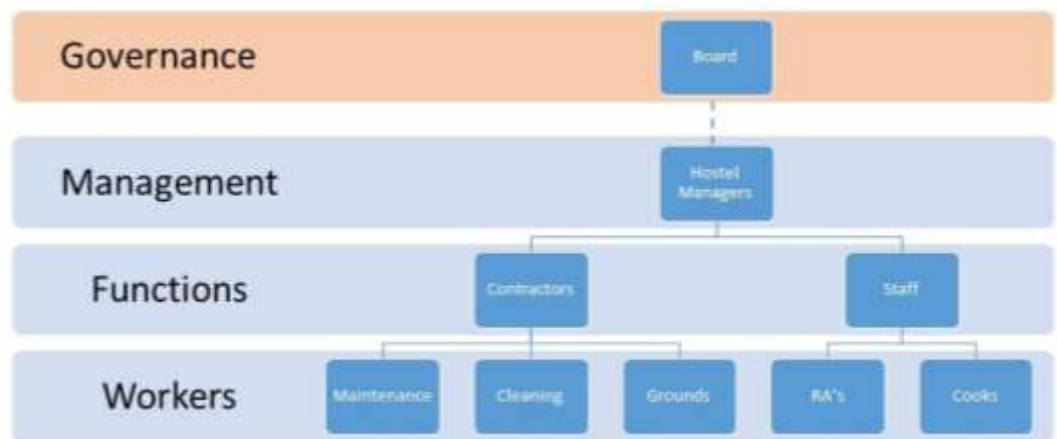 Governance
Board
Management
Hostel
Managers
Functions
Contractors
Staff
Workers
Maintenance
Cleaning
Grounds
RA's
Cooks